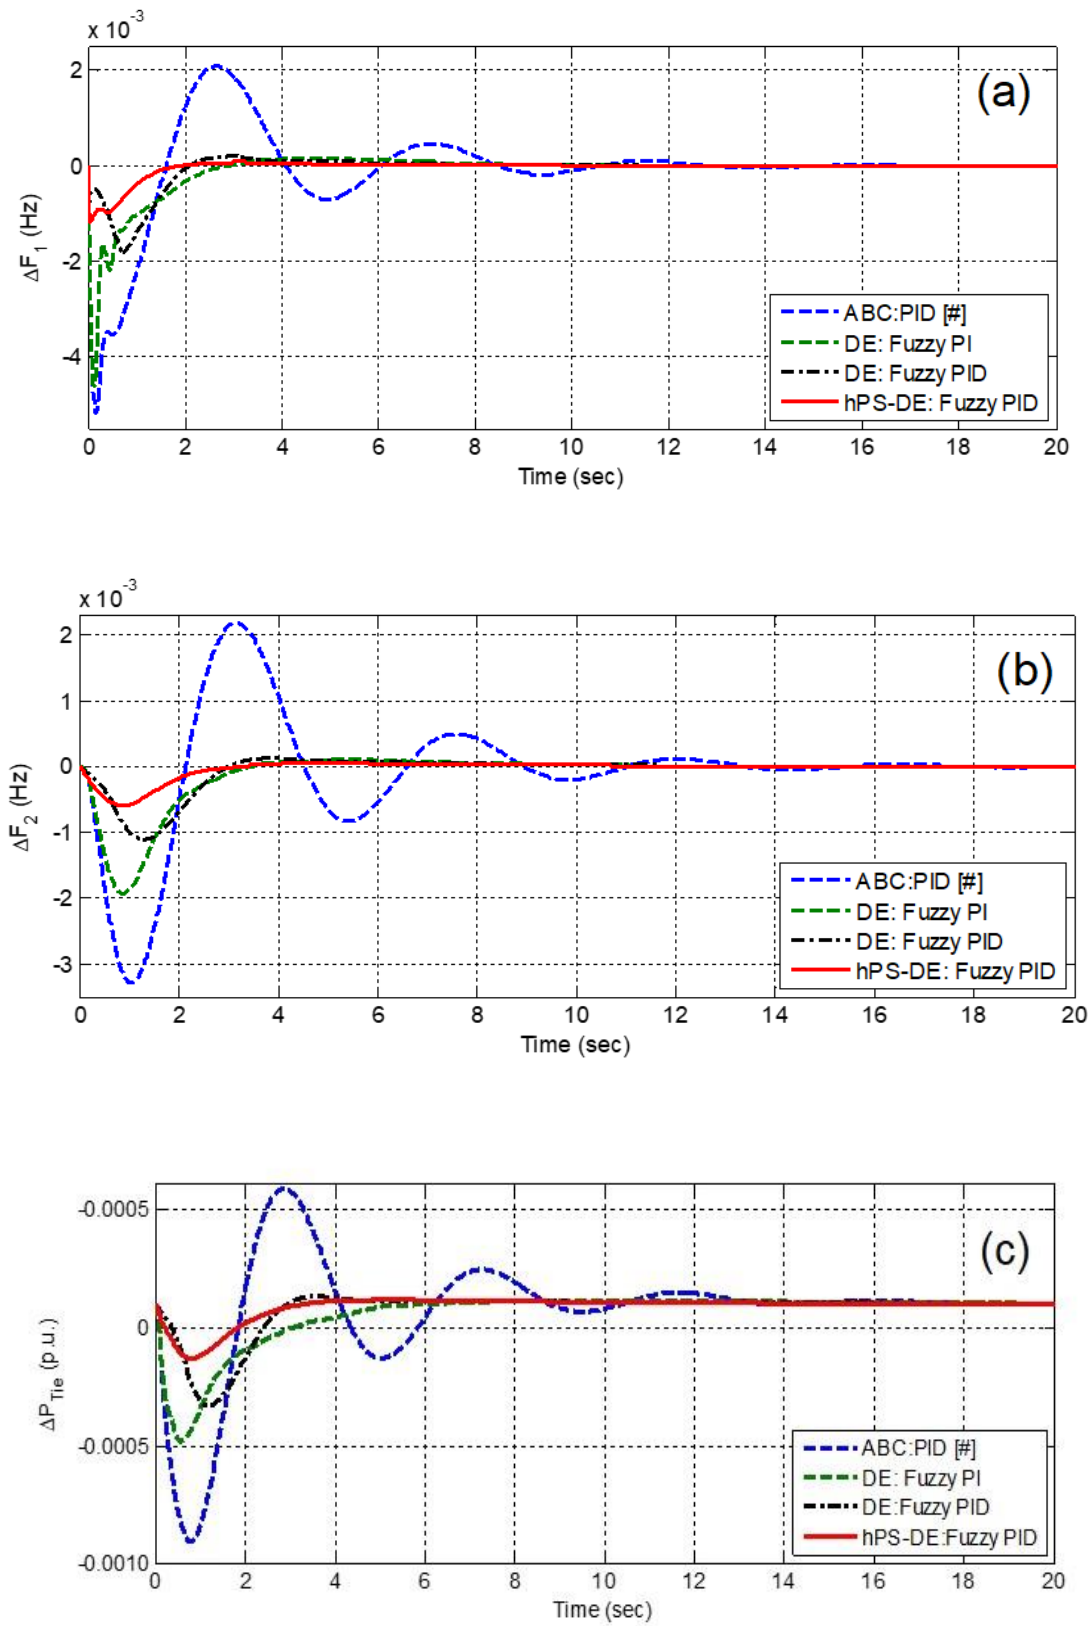 x 10-3
(a)
2
0
-2
-4
ΔF1 (Hz)
ABC:PID [#]
DE: Fuzzy PI
DE: Fuzzy PID
hPS-DE: Fuzzy PID
0 2 4 6 8 10 12 14 16 18 20
Time (sec)
x 10-3
(b)
2
1
0
-1
-2
-3
ΔF2 (Hz)
ABC:PID [#]
DE: Fuzzy PI
DE: Fuzzy PID
hPS-DE: Fuzzy PID
0 2 4 6 8 10 12 14 16 18 20
Time (sec)
(c)
-0.0005
0
-0.0005
-0.0010
ΔPTie (p.u.)
ABC:PID [#]
DE: Fuzzy PI
DE:Fuzzy PID
hPS-DE:Fuzzy PID
0 2 4 6 8 10 12 14 16 18 20
Time (sec)